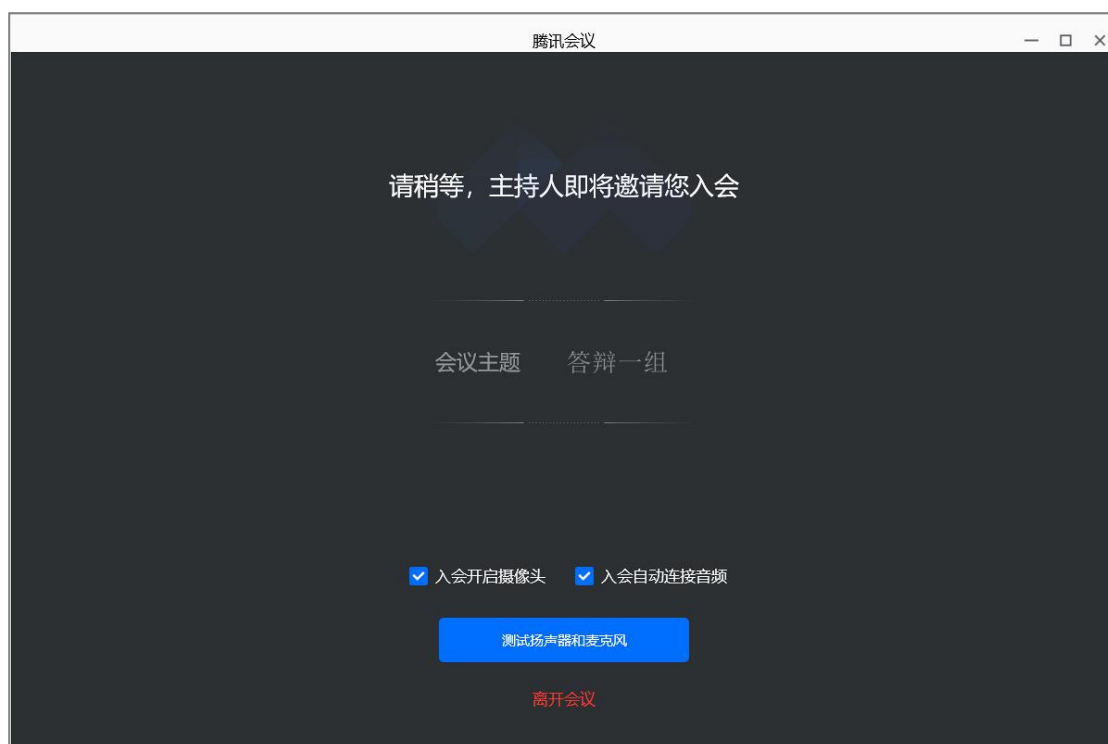 腾讯会议
请稍等，主持人即将邀请您入会
会议主题 答辩一组
入会开启摄像头 入会自动连接音频
测试扬声器和麦克风
离开会议